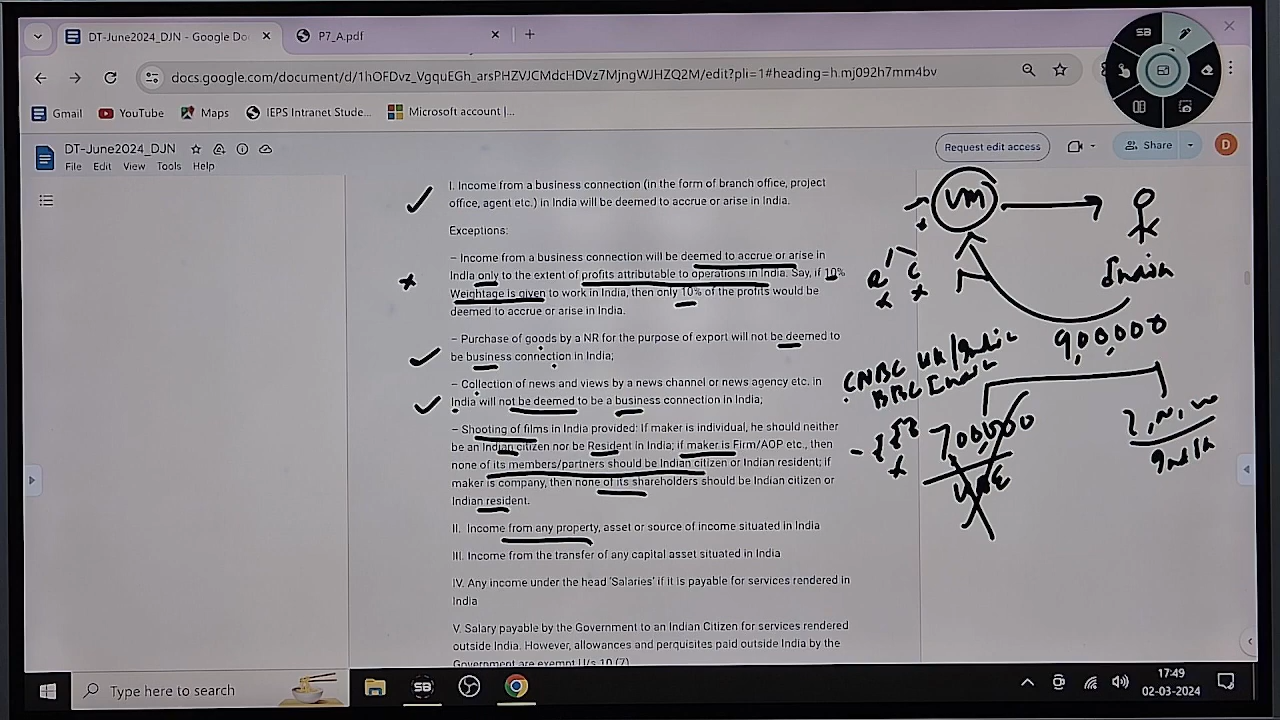 DT-June2024_DJN - Google Do
P7_A.pdf
SB
docs.google.com/document/d/1hOFDvz_VgquEGh_arsPHZVJCMdcHDVz7MjngWJHZQ2M/edit?pli=1#heading=h.mj092h7mm4bv
Gmail YouTube Maps IEPS Intranet Stude... Microsoft account |...
DT-June2024_DJN
Request edit access
Share
D
File Edit View Tools Help
I. Income from a business connection (in the form of branch office, project
office, agent etc.) in India will be deemed to accrue or arise in India.
Exceptions:
– Income from a business connection will be deemed to accrue or arise in
India only to the extent of profits attributable to operations in India. Say, if 10%
Weightage is given to work in India, then only 10% of the profits would be
deemed to accrue or arise in India.
– Purchase of goods by a NR for the purpose of export will not be deemed to
be business connection in India;
– Collection of news and views by a news channel or news agency etc. in
India will not be deemed to be a business connection in India;
– Shooting of films in India provided: If maker is individual, he should neither
be an Indian citizen nor be Resident in India; if maker is Firm/AOP etc., then
none of its members/partners should be Indian citizen or Indian resident; if
maker is company, then none of its shareholders should be Indian citizen or
Indian resident.
II. Income from any property, asset or source of income situated in India
III. Income from the transfer of any capital asset situated in India
IV. Any income under the head 'Salaries' if it is payable for services rendered in
India
V. Salary payable by the Government to an Indian Citizen for services rendered
outside India. However, allowances and perquisites paid outside India by the
Government are exempt U/s 10 (7)
VM
R C
India
9,00,000
CNBC UK/India
BBC India
700,000
UAE
India
Type here to search
SB
17:49
02-03-2024